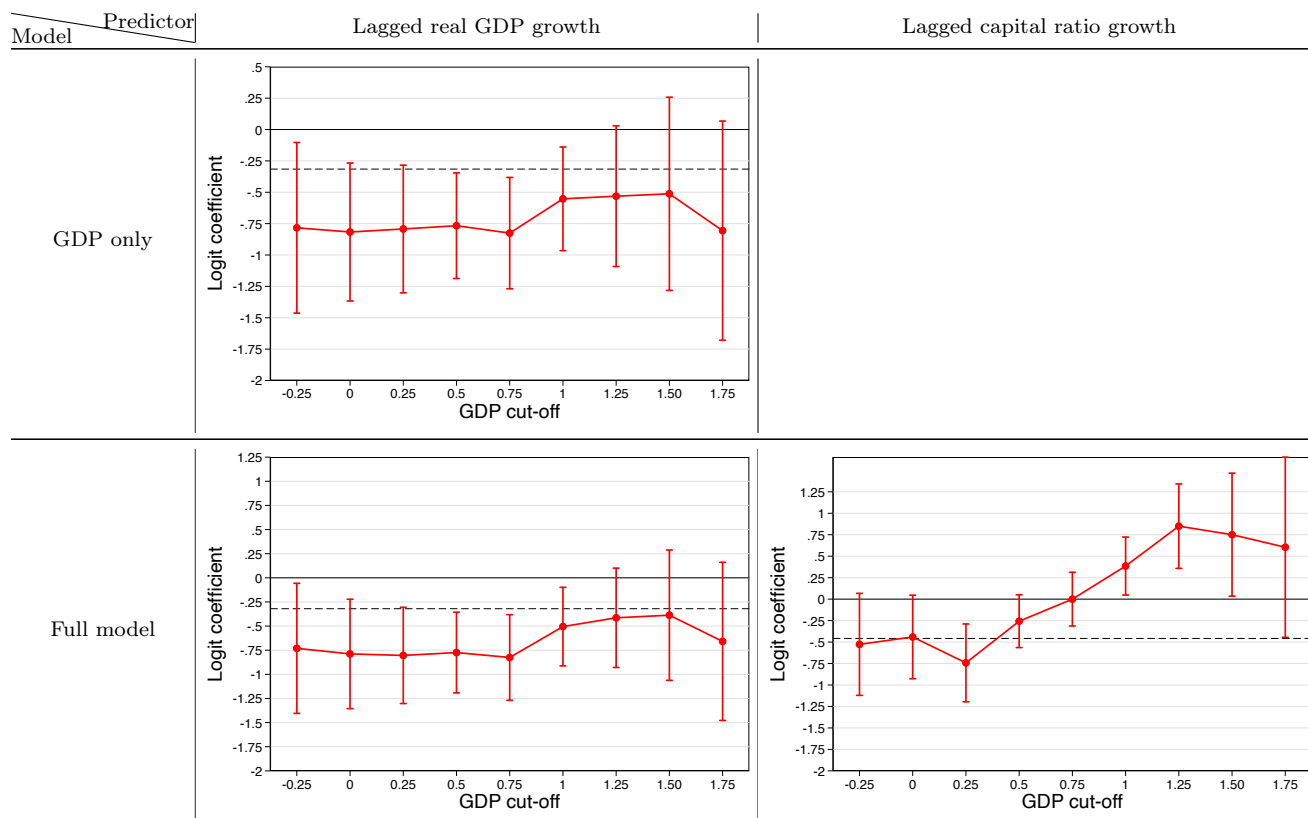 Predictor
Model
Lagged real GDP growth
Lagged capital ratio growth
GDP only
Logit coefficient
.5
.25
0
-.25
-.5
-.75
-1
-1.25
-1.5
-1.75
-2
-0.25 0 0.25 0.5 0.75 1 1.25 1.50 1.75
GDP cut-off
Full model
Logit coefficient
1.25
1
.75
.5
.25
0
-.25
-.5
-.75
-1
-1.25
-1.5
-1.75
-2
-0.25 0 0.25 0.5 0.75 1 1.25 1.50 1.75
GDP cut-off
Logit coefficient
1.25
1
.75
.5
.25
0
-.25
-.5
-.75
-1
-1.25
-1.5
-1.75
-2
-0.25 0 0.25 0.5 0.75 1 1.25 1.50 1.75
GDP cut-off